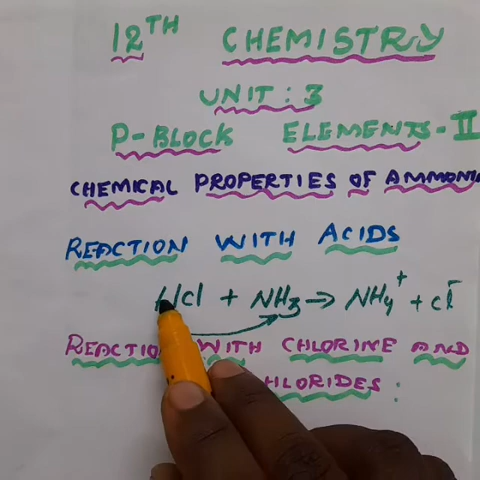 12TH CHEMISTRY
UNIT : 3
P-BLOCK ELEMENTS-II
CHEMICAL PROPERTIES OF AMMONIA
REACTION WITH ACIDS
HCl + NH3 → NH4+ + Cl-
REACTION WITH CHLORINE AND
CHLORIDES :